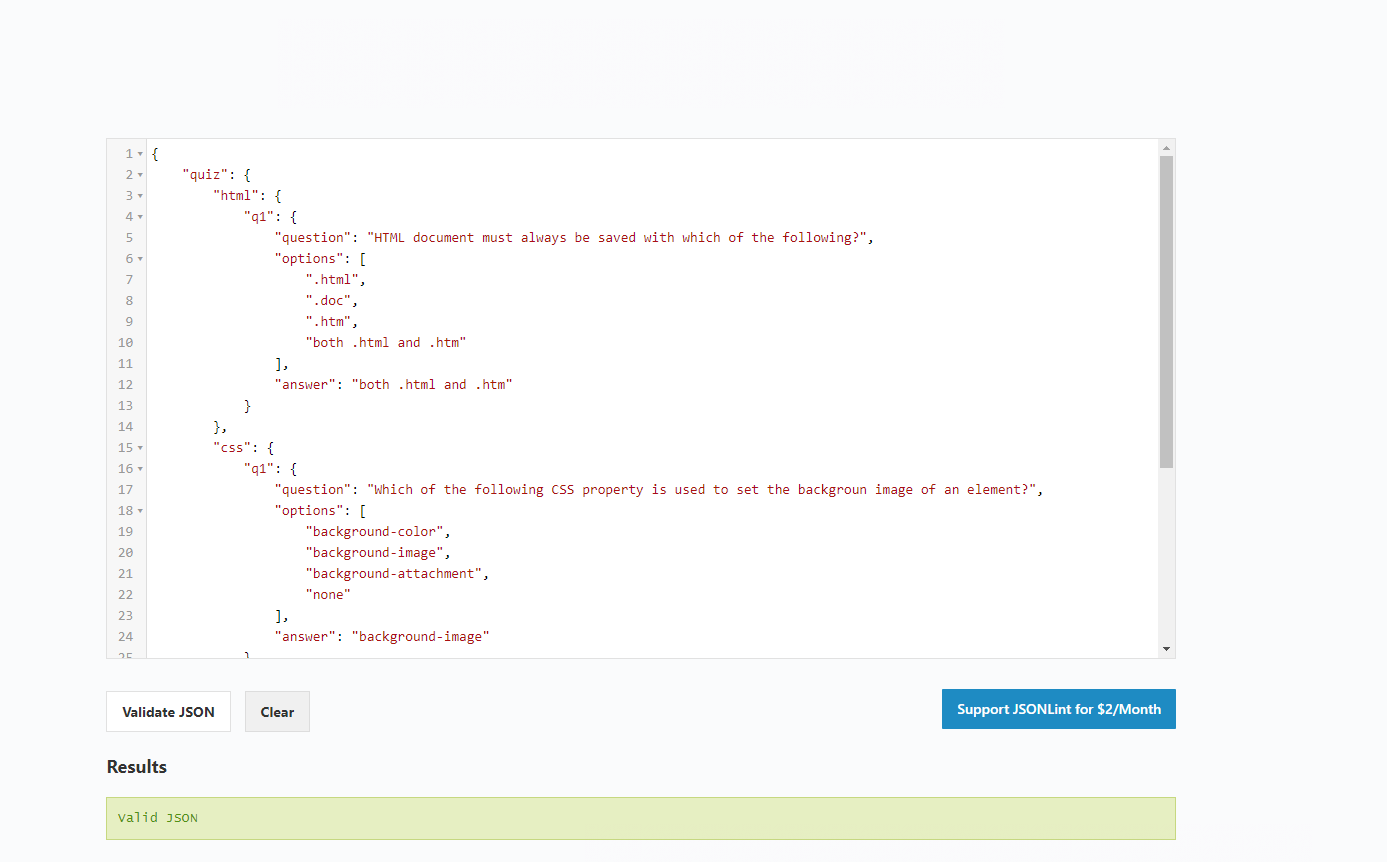 1 {
2 "quiz": {
3 "html": {
4 "q1": {
5 "question": "HTML document must always be saved with which of the following?",
6 "options": [
7 ".html",
8 ".doc",
9 ".htm",
10 "both .html and .htm"
11 ],
12 "answer": "both .html and .htm"
13 }
14 },
15 "css": {
16 "q1": {
17 "question": "Which of the following CSS property is used to set the backgroun image of an element?",
18 "options": [
19 "background-color",
20 "background-image",
21 "background-attachment",
22 "none"
23 ],
24 "answer": "background-image"
25 }
Validate JSON Clear Support JSONLint for $2/Month
Results
Valid JSON